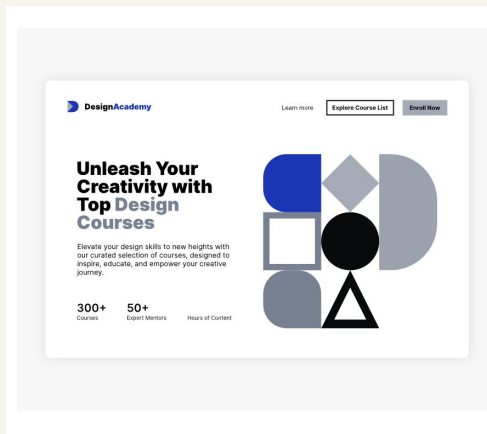 DesignAcademy
Learn more
Explore Course List
Enroll Now
Unleash Your
Creativity with
Top Design
Courses
Elevate your design skills to new heights with
our curated selection of courses, designed to
inspire, educate, and empower your creative
journey.
300+ 50+
Courses Expert Mentors Hours of Content